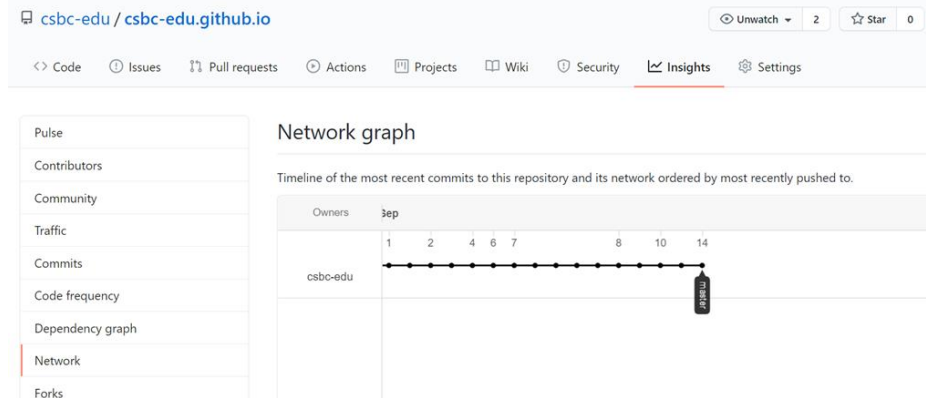 csbc-edu / csbc-edu.github.io
Unwatch 2 Star 0
Code Issues Pull requests Actions Projects Wiki Security Insights Settings
Pulse
Contributors
Community
Traffic
Commits
Code frequency
Dependency graph
Network
Forks
Network graph
Timeline of the most recent commits to this repository and its network ordered by most recently pushed to.
Owners Sep
1 2 4 6 7 8 10 14
csbc-edu
master